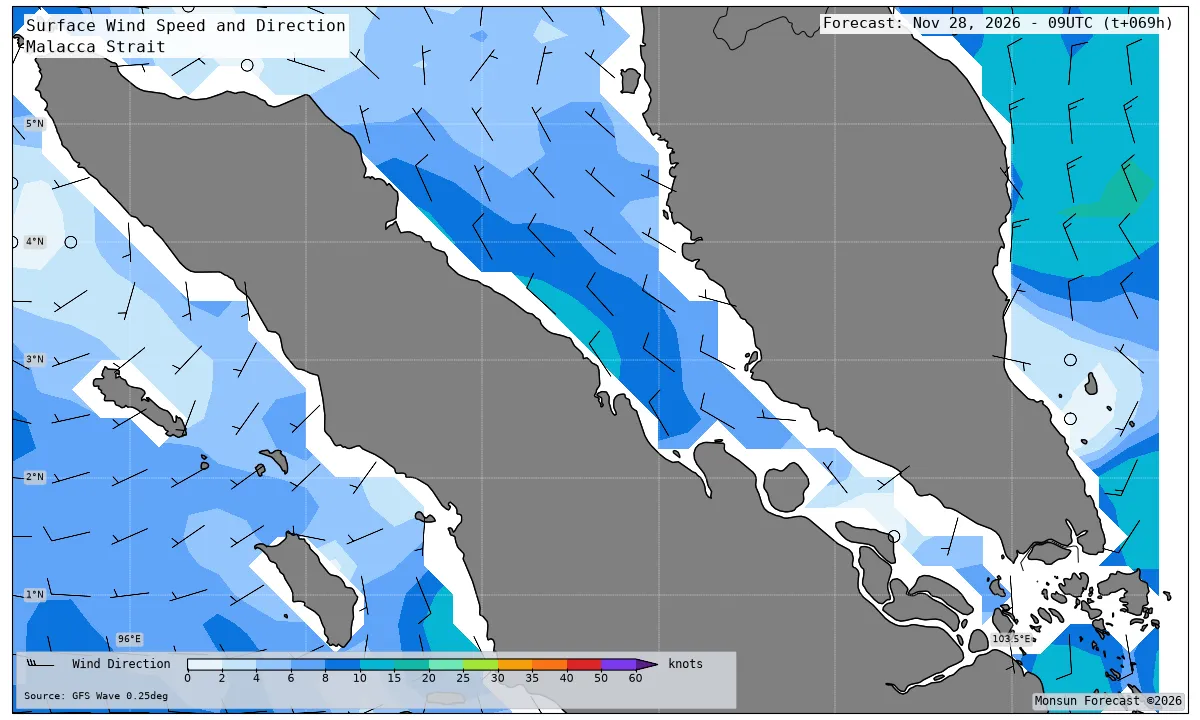 Surface Wind Speed and Direction
Malacca Strait
Forecast: Nov 28, 2026 - 09UTC (t+069h)
5°N
4°N
3°N
2°N
1°N
96°E
103.5°E
Wind Direction
0 2 4 6 8 10 15 20 25 30 35 40 50 60
knots
Source: GFS Wave 0.25deg
Monsun Forecast ©2026